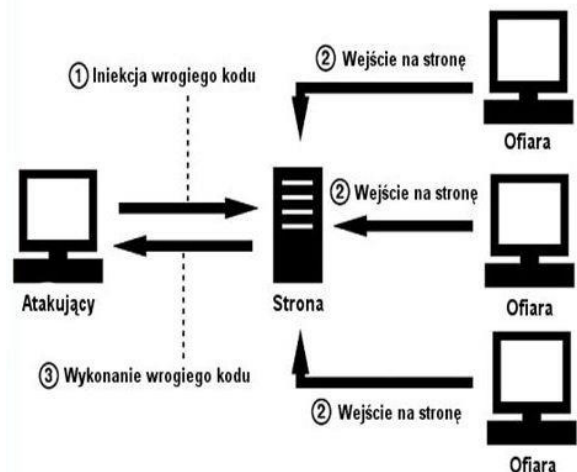 ② Wejście na stronę
① Iniekcja wrogiego kodu
Ofiara
② Wejście na stronę
Atakujący
Strona
Ofiara
③ Wykonanie wrogiego kodu
② Wejście na stronę
Ofiara